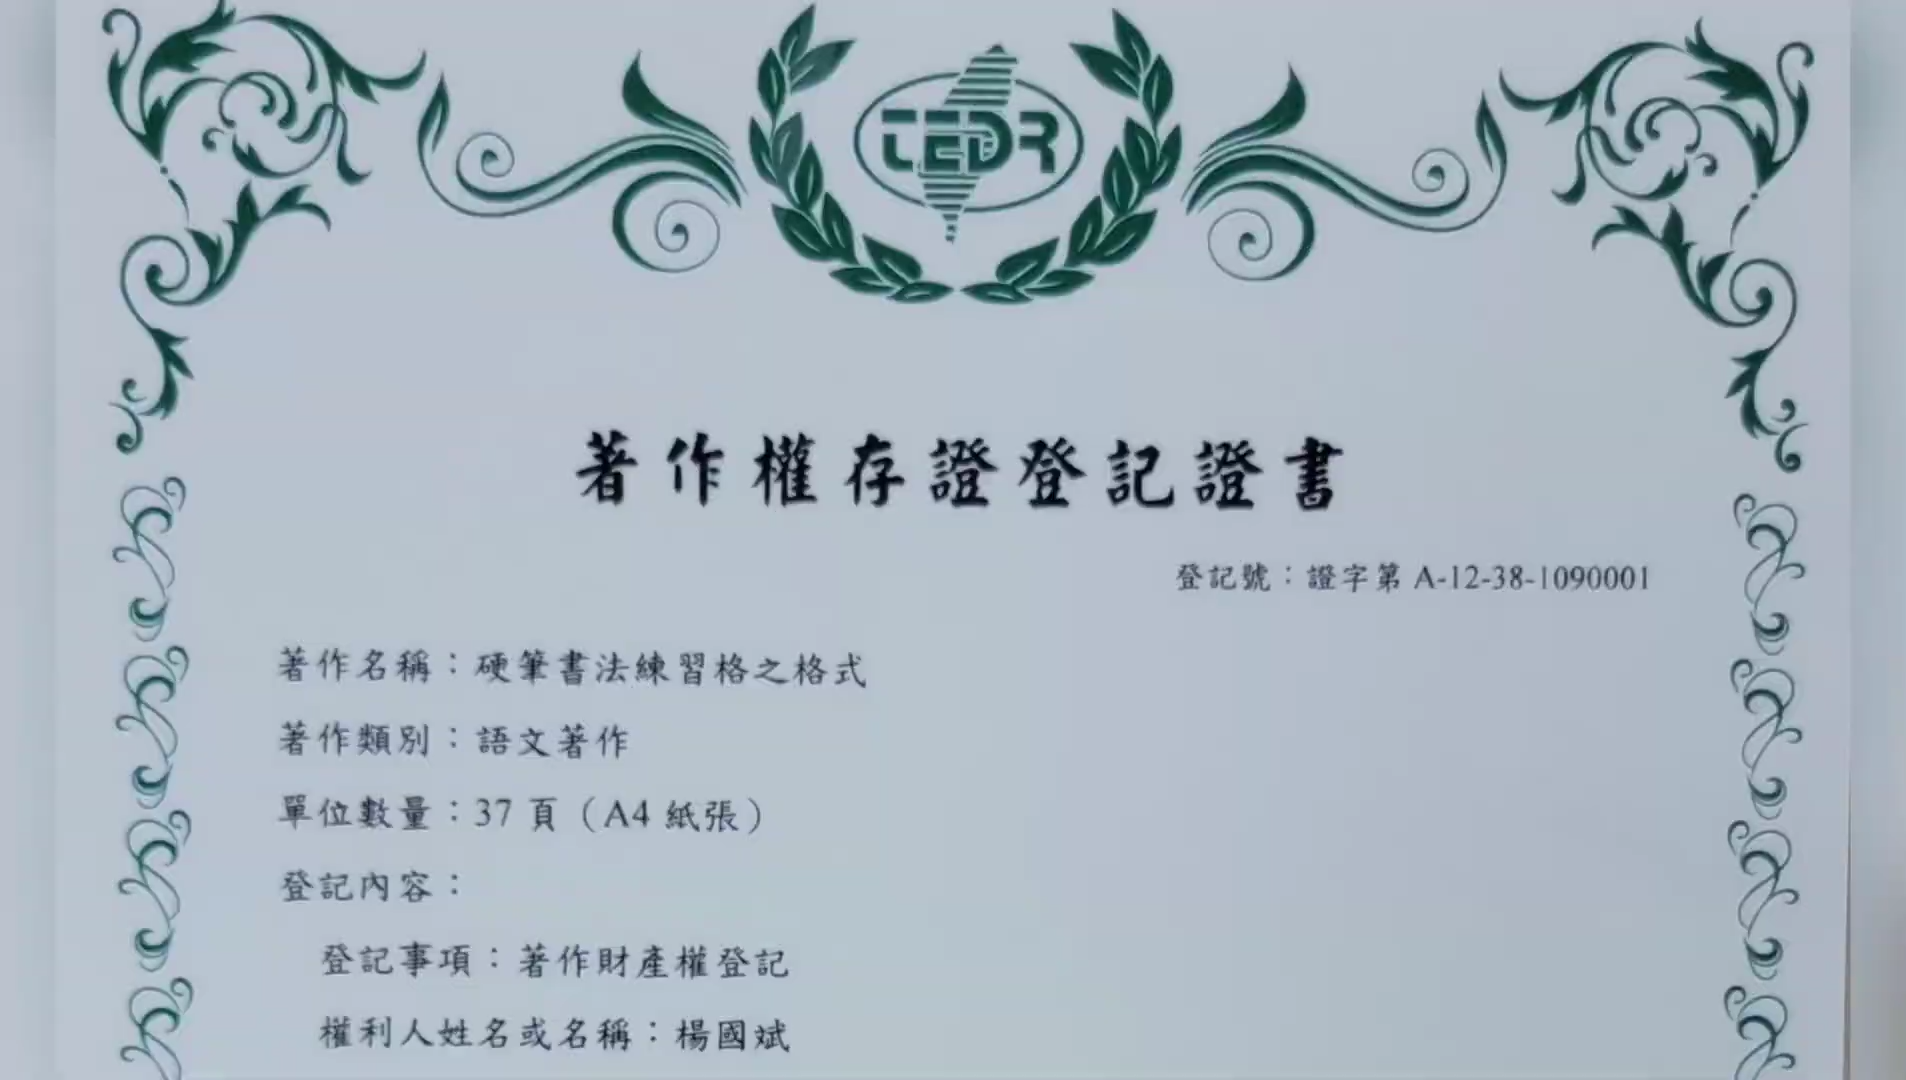 TEDR
著作權存證登記證書
登記號：證字第 A-12-38-1090001
著作名稱：硬筆書法練習格之格式
著作類別：語文著作
單位數量：37 頁（A4 紙張）
登記內容：
登記事項：著作財產權登記
權利人姓名或名稱：楊國斌